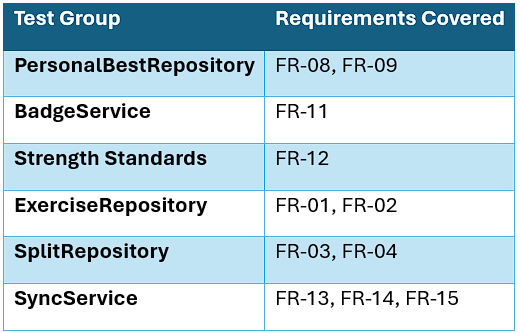 Test Group Requirements Covered
PersonalBestRepository FR-08, FR-09
BadgeService FR-11
Strength Standards FR-12
ExerciseRepository FR-01, FR-02
SplitRepository FR-03, FR-04
SyncService FR-13, FR-14, FR-15